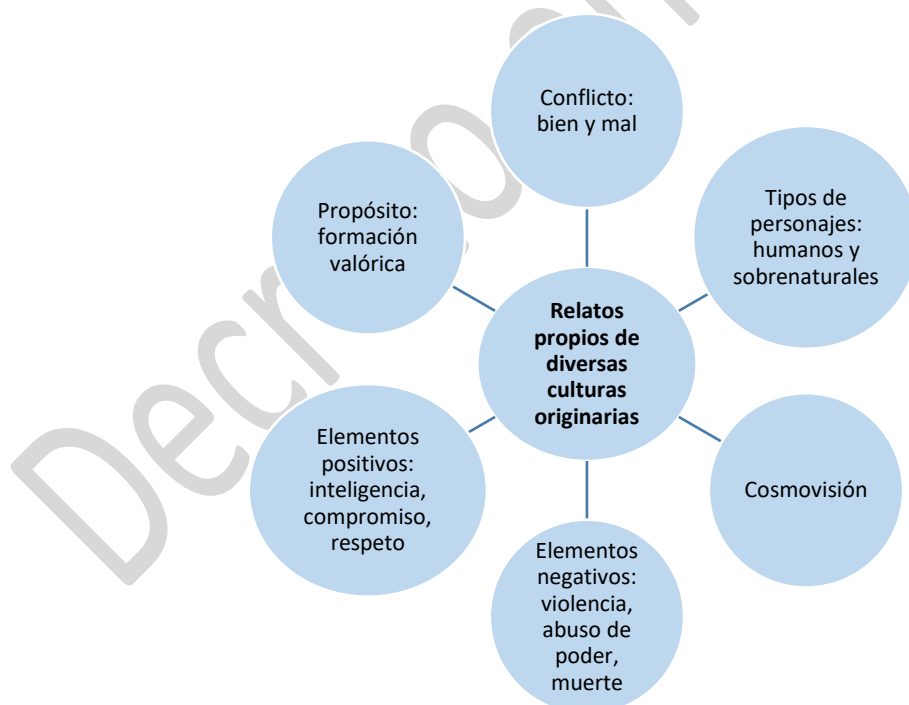 Conflicto:
bien y mal
Propósito:
formación
valórica
Tipos de
personajes:
humanos y
sobrenaturales
Relatos
propios de
diversas
culturas
originarias
Elementos
positivos:
inteligencia,
compromiso,
respeto
Cosmovisión
Elementos
negativos:
violencia,
abuso de
poder,
muerte